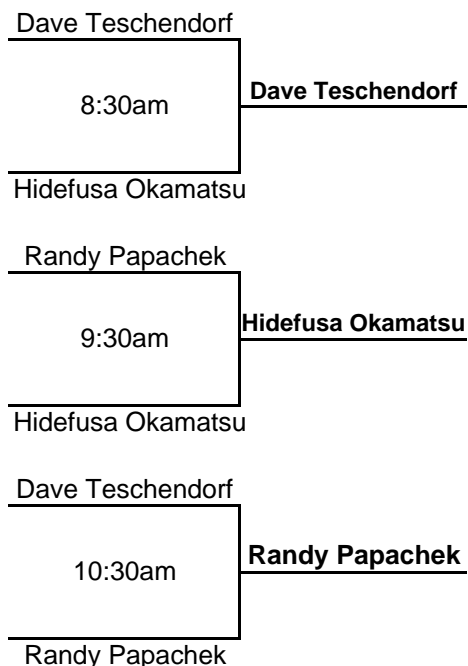 Dave Teschendorf
8:30am
Dave Teschendorf
Hidefusa Okamatsu
Randy Papachek
9:30am
Hidefusa Okamatsu
Hidefusa Okamatsu
Dave Teschendorf
10:30am
Randy Papachek
Randy Papachek